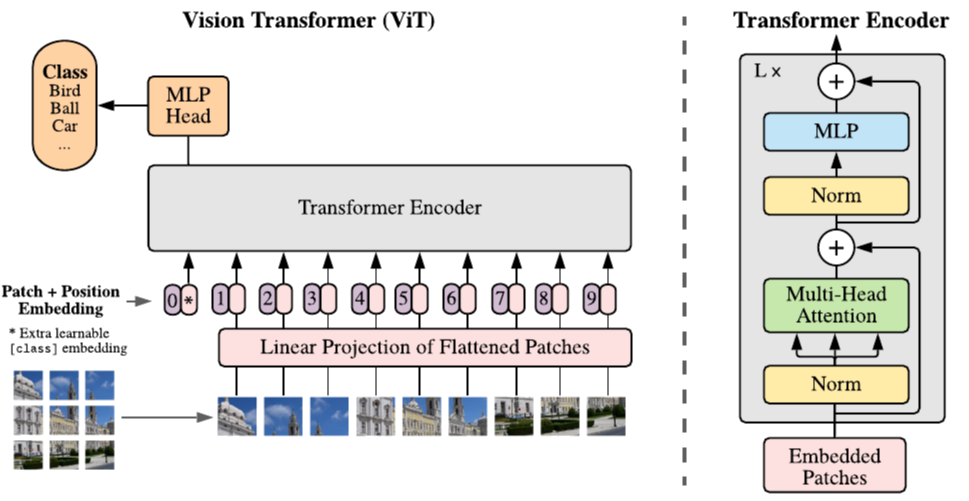 Vision Transformer (ViT)
Class
Bird
Ball
Car
...
MLP
Head
Transformer Encoder
Patch + Position
Embedding
* Extra learnable
[class] embedding
0 * 1 2 3 4 5 6 7 8 9
Linear Projection of Flattened Patches
Transformer Encoder
L ×
+
MLP
Norm
+
Multi-Head
Attention
Norm
Embedded
Patches